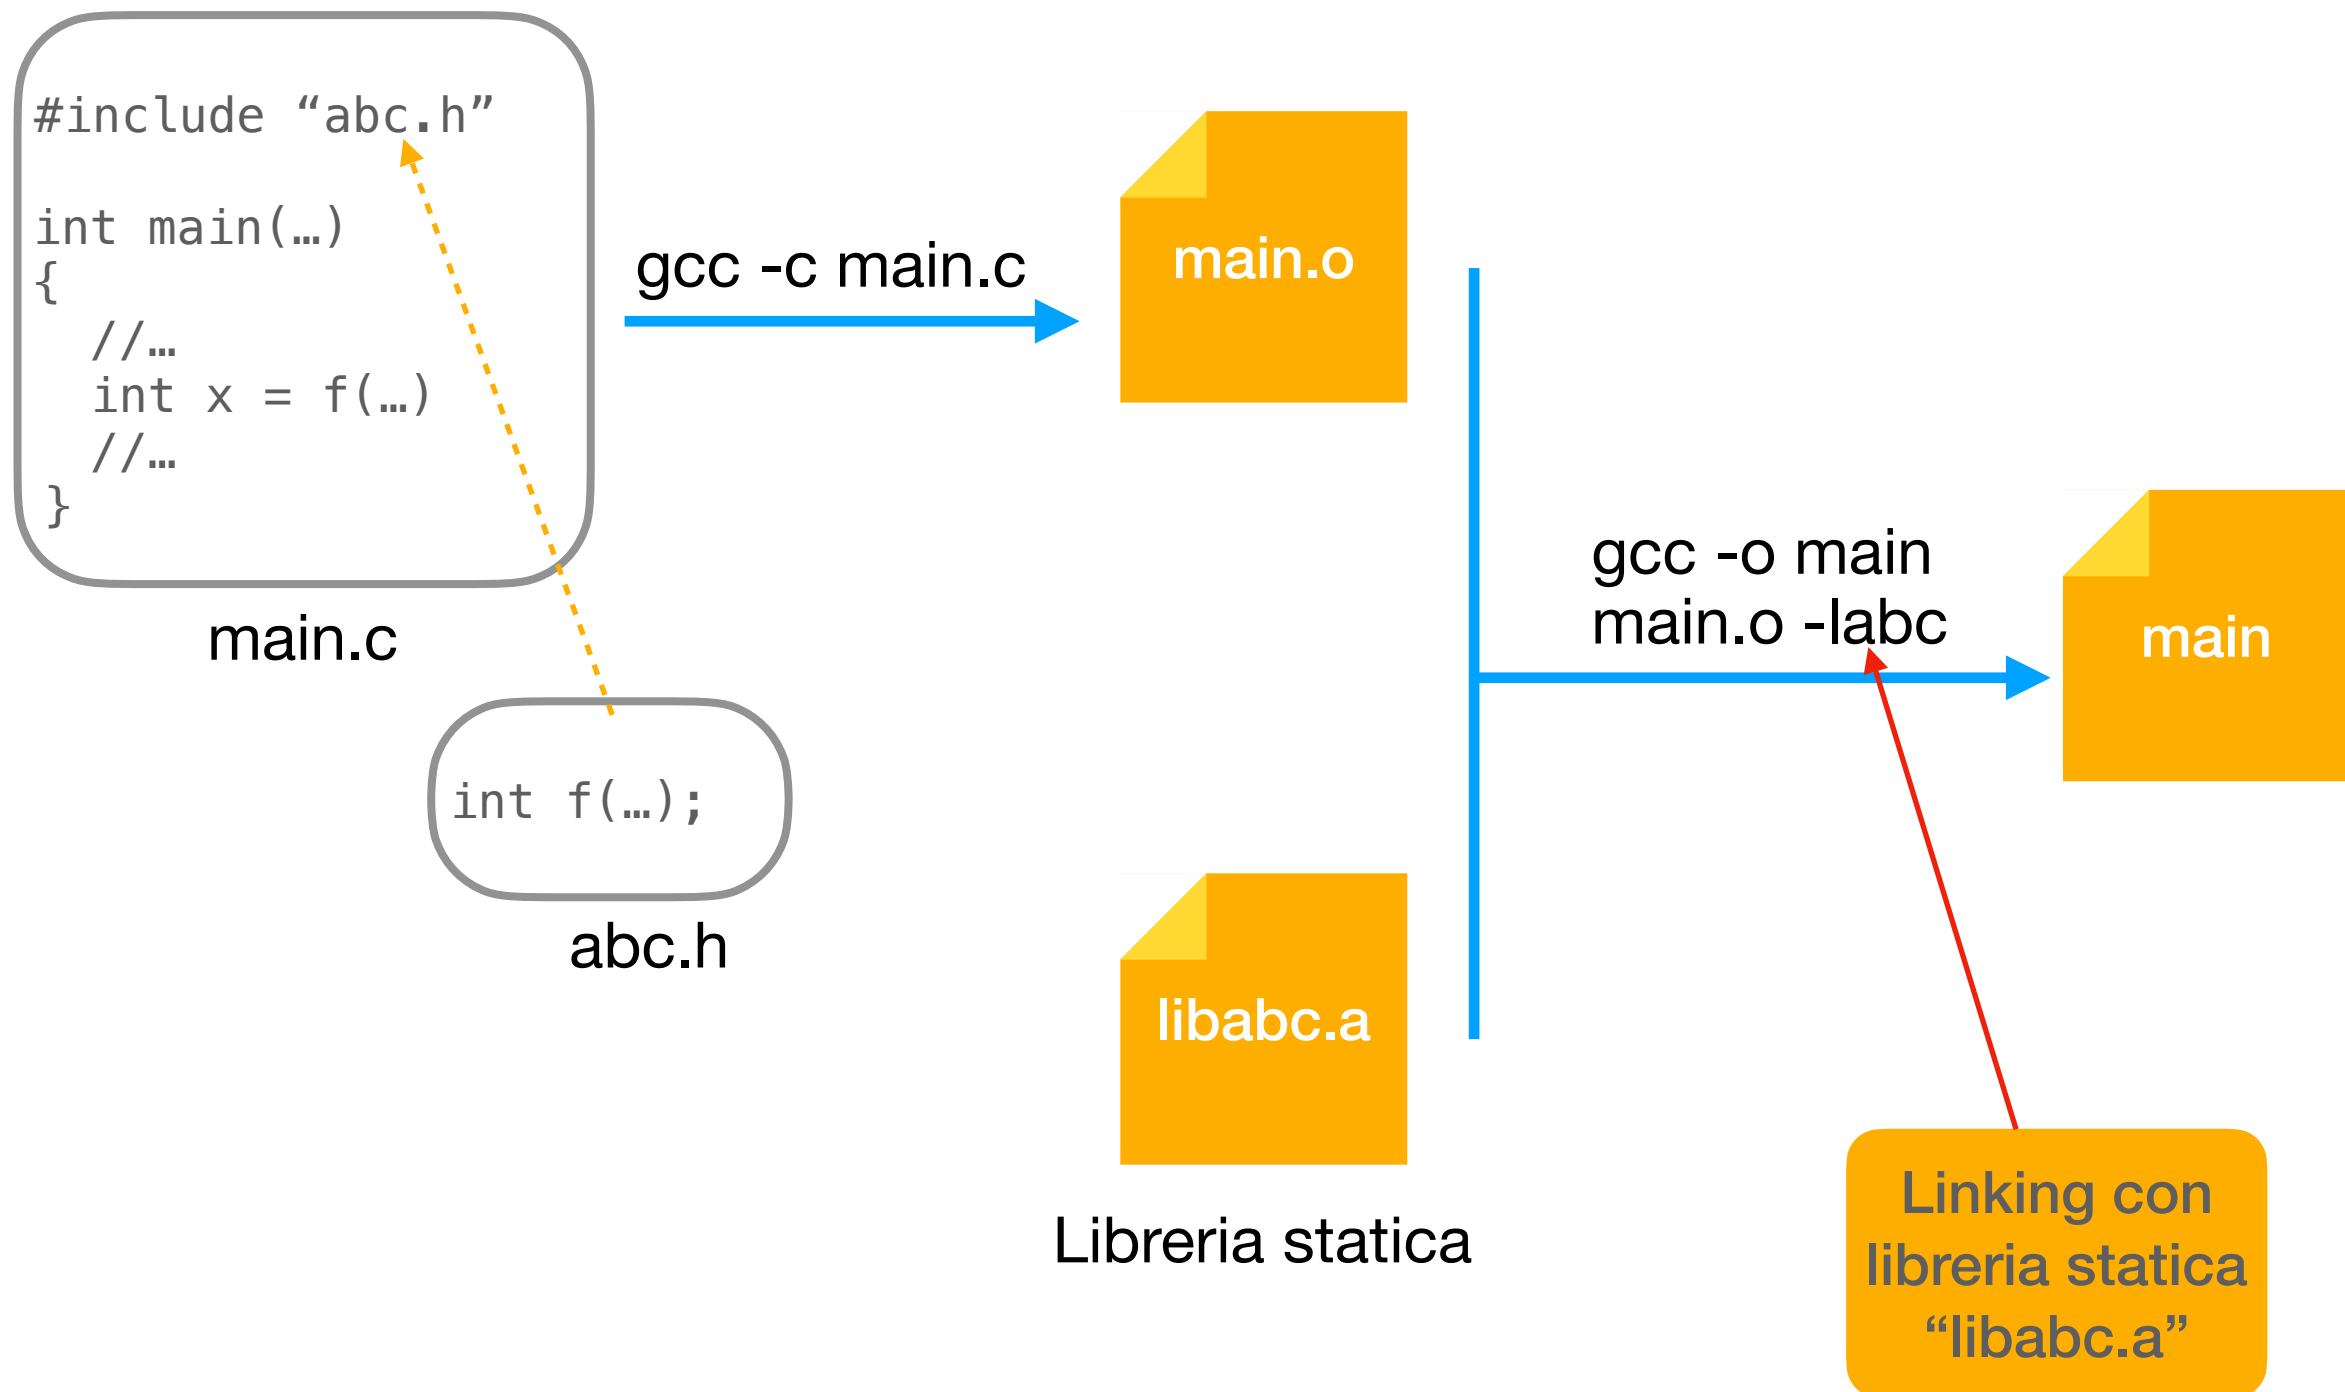 #include “abc.h”
int main(…)
{
//…
int x = f(…)
//…
}
main.c
int f(…);
abc.h
gcc -c main.c
main.o
libabc.a
Libreria statica
gcc -o main
main.o -labc
main
Linking con
libreria statica
“libabc.a”